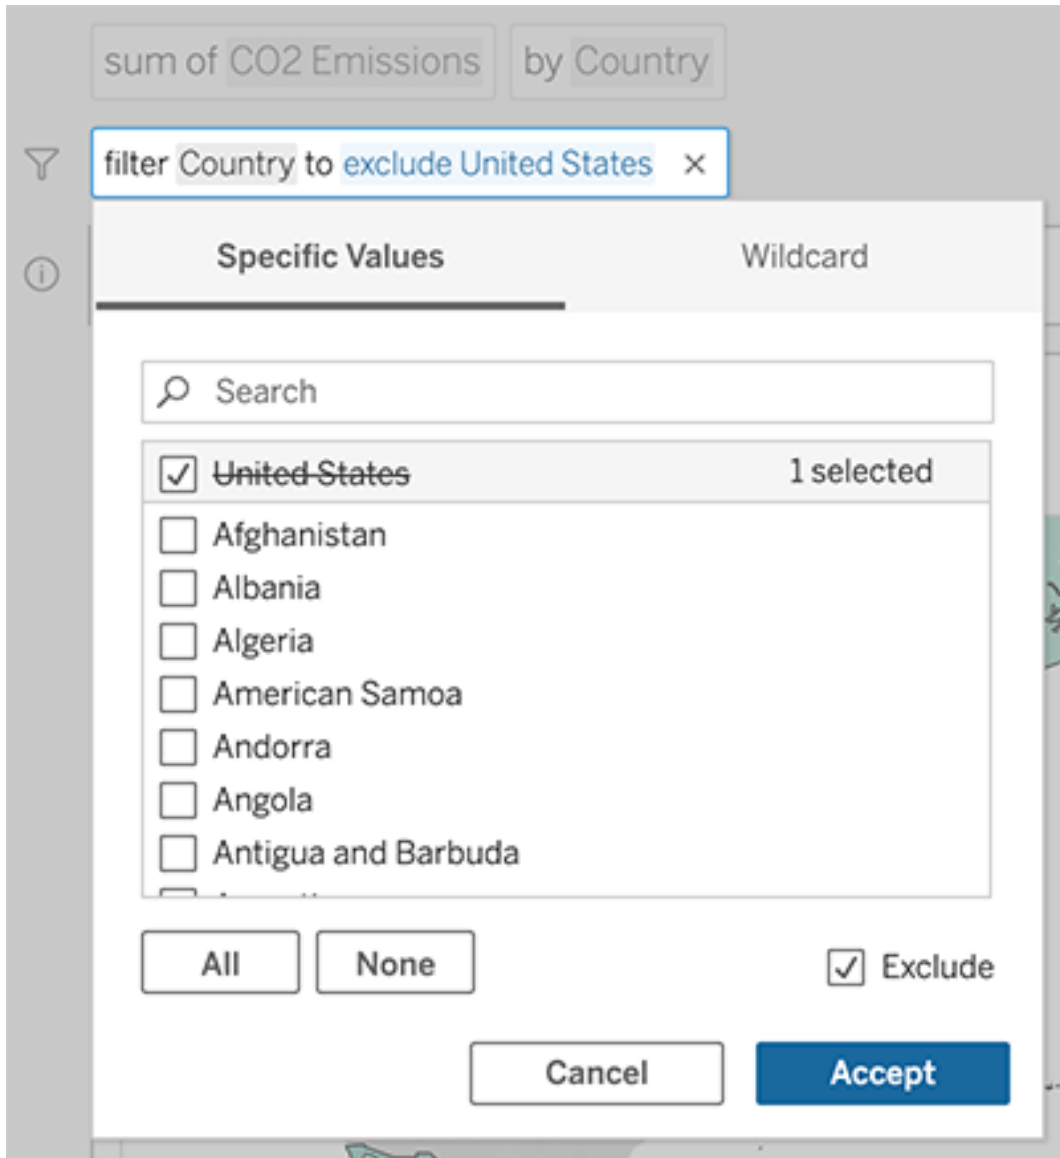 sum of CO2 Emissions by Country
filter Country to exclude United States ×
Specific Values Wildcard
Search
United States 1 selected
Afghanistan
Albania
Algeria
American Samoa
Andorra
Angola
Antigua and Barbuda
All None Exclude
Cancel Accept